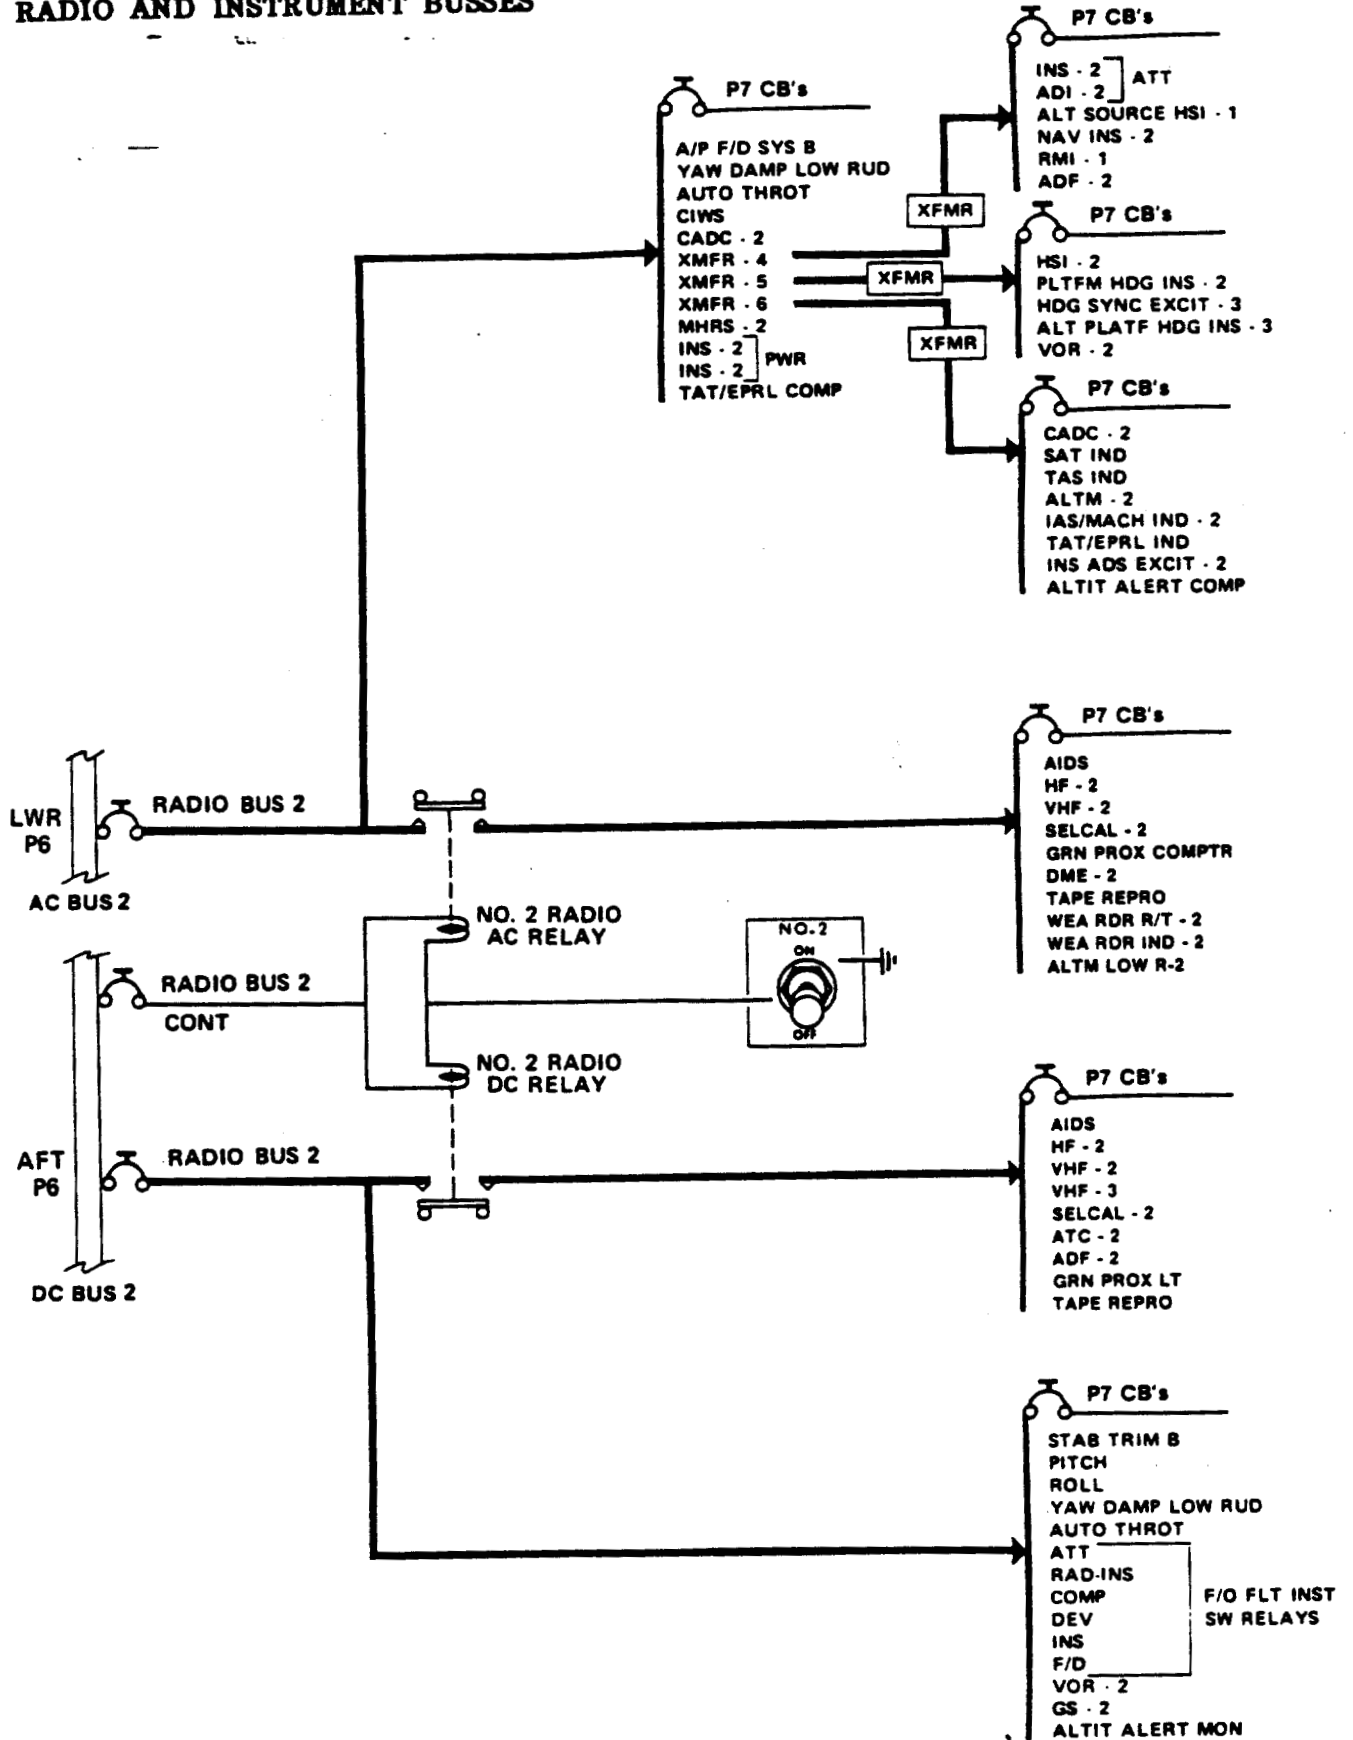 RADIO AND INSTRUMENT BUSSES
P7 CB's
INS - 2
ADI - 2
ATT
ALT SOURCE HSI - 1
NAV INS - 2
RMI - 1
ADF - 2
P7 CB's
A/P F/D SYS B
YAW DAMP LOW RUD
AUTO THROT
CIWS
CADC - 2
XMFR - 4
XMFR - 5
XMFR - 6
MHRS - 2
INS - 2
INS - 2
PWR
TAT/EPRL COMP
XFMR
XFMR
XFMR
P7 CB's
HSI - 2
PLTFM HDG INS - 2
HDG SYNC EXCIT - 3
ALT PLATF HDG INS - 3
VOR - 2
P7 CB's
CADC - 2
SAT IND
TAS IND
ALTM - 2
IAS/MACH IND - 2
TAT/EPRL IND
INS ADS EXCIT - 2
ALTIT ALERT COMP
LWR
P6
RADIO BUS 2
AC BUS 2
P7 CB's
AIDS
HF - 2
VHF - 2
SELCAL - 2
GRN PROX COMPTR
DME - 2
TAPE REPRO
WEA RDR R/T - 2
WEA RDR IND - 2
ALTM LOW R-2
NO. 2 RADIO
AC RELAY
NO. 2
ON
OFF
RADIO BUS 2
CONT
NO. 2 RADIO
DC RELAY
AFT
P6
RADIO BUS 2
DC BUS 2
P7 CB's
AIDS
HF - 2
VHF - 2
VHF - 3
SELCAL - 2
ATC - 2
ADF - 2
GRN PROX LT
TAPE REPRO
P7 CB's
STAB TRIM B
PITCH
ROLL
YAW DAMP LOW RUD
AUTO THROT
ATT
RAD-INS
COMP
DEV
INS
F/D
F/O FLT INST
SW RELAYS
VOR - 2
GS - 2
ALTIT ALERT MON